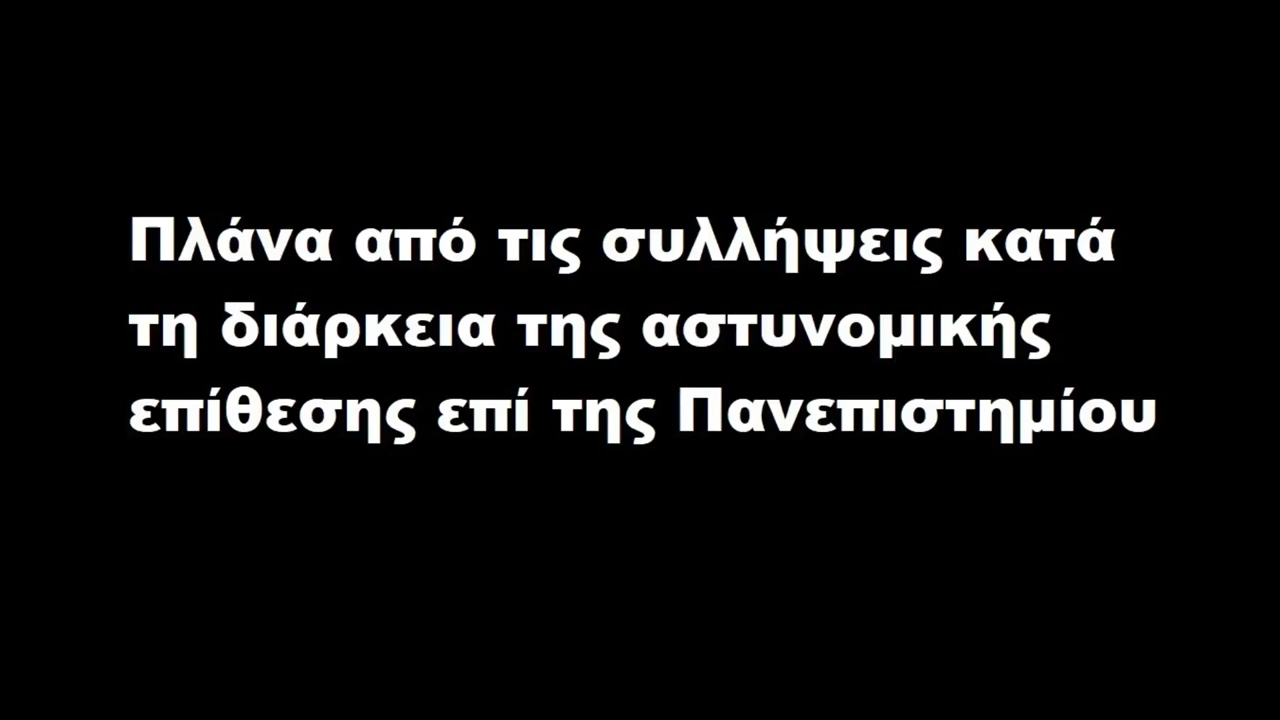 Πλάνα από τις συλλήψεις κατά
τη διάρκεια της αστυνομικής
επίθεσης επί της Πανεπιστημίου